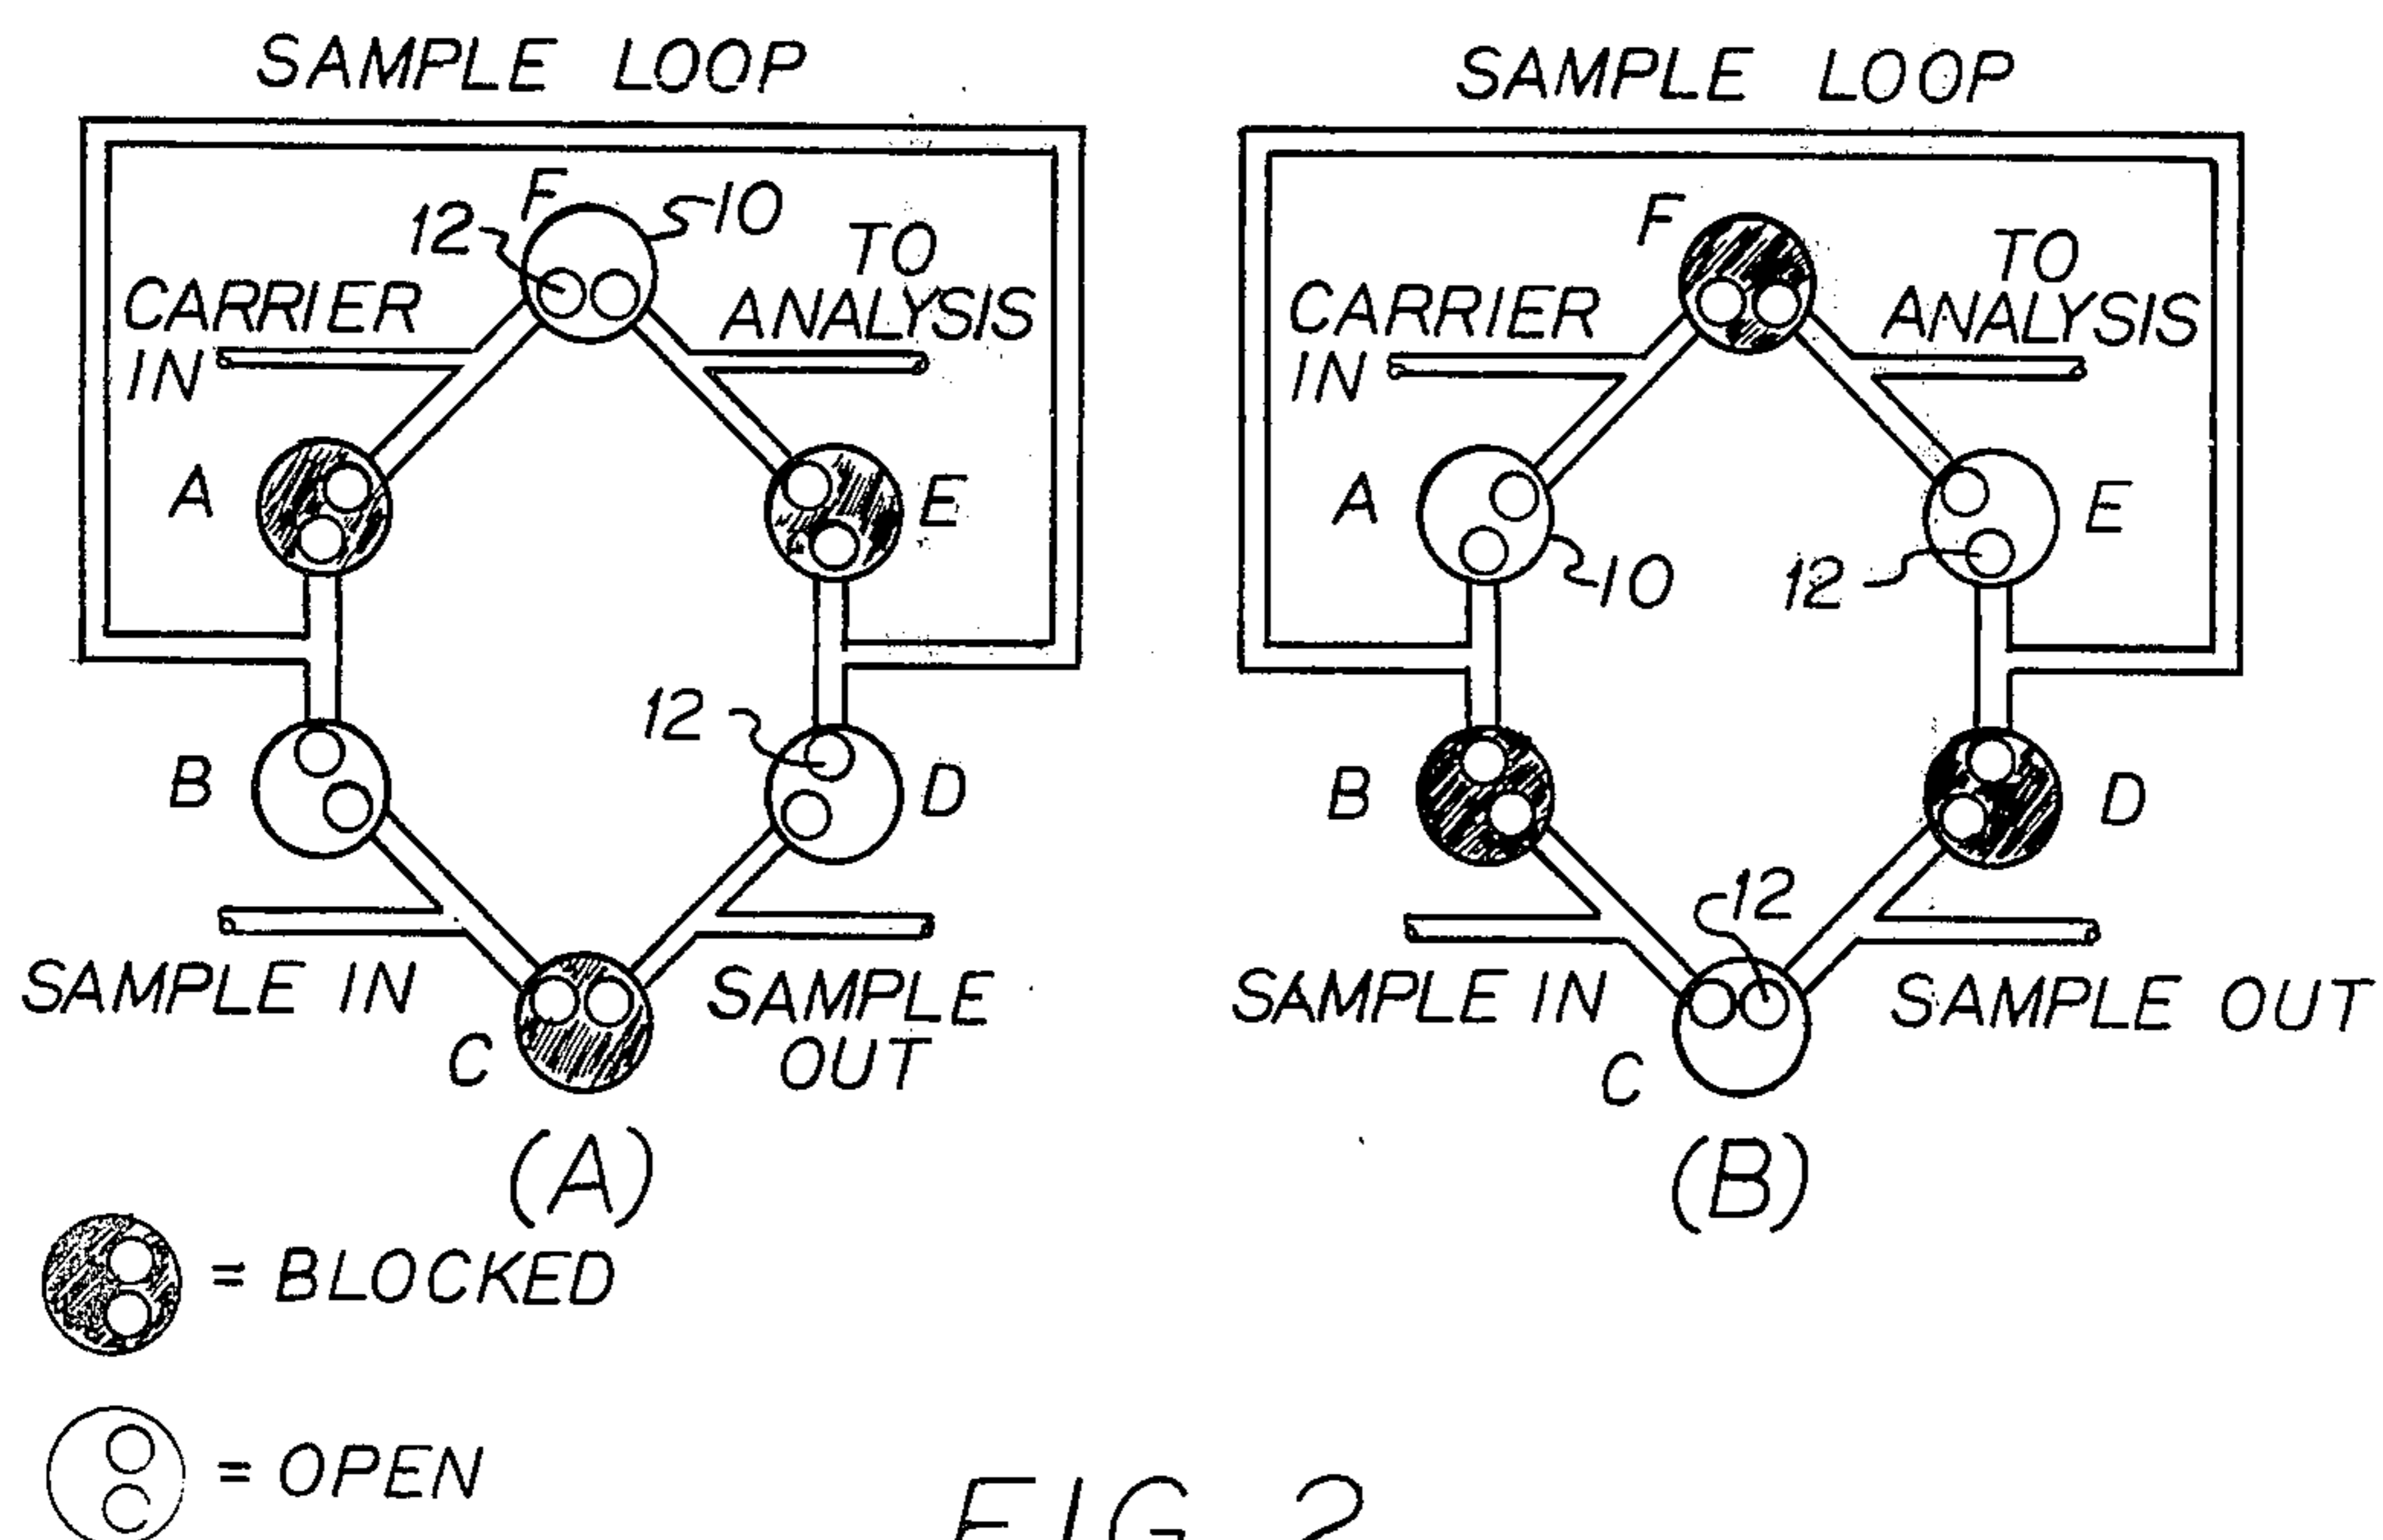 SAMPLE LOOP
F
12
10
CARRIER
IN
TO
ANALYSIS
A
E
12
B
D
SAMPLE IN
SAMPLE
OUT
C
(A)
SAMPLE LOOP
F
CARRIER
IN
TO
ANALYSIS
A
10
12
E
B
D
12
SAMPLE IN
SAMPLE OUT
C
(B)
= BLOCKED
= OPEN
FIG. 2